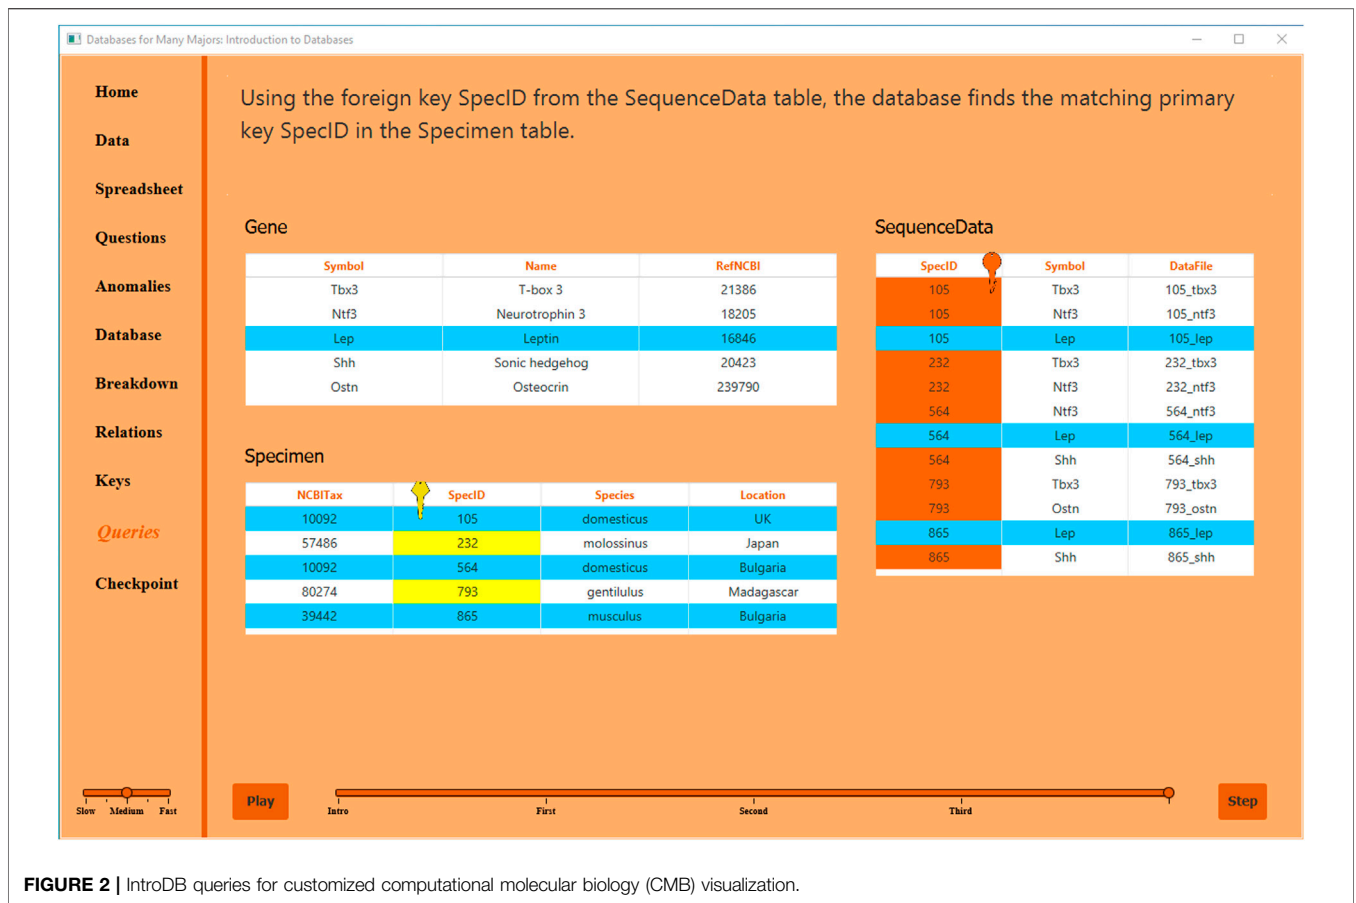 Databases for Many Majors: Introduction to Databases
Home
Data
Spreadsheet
Questions
Anomalies
Database
Breakdown
Relations
Keys
Queries
Checkpoint
Using the foreign key SpecID from the SequenceData table, the database finds the matching primary
key SpecID in the Specimen table.
Gene
Symbol Name RefNCBI
Tbx3 T-box 3 21386
Ntf3 Neurotrophin 3 18205
Lep Leptin 16846
Shh Sonic hedgehog 20423
Ostn Osteocrin 239790
Specimen
NCBITax SpecID Species Location
10092 105 domesticus UK
57486 232 molossinus Japan
10092 564 domesticus Bulgaria
80274 793 gentilulus Madagascar
39442 865 musculus Bulgaria
SequenceData
SpecID Symbol DataFile
105 Tbx3 105_tbx3
105 Ntf3 105_ntf3
105 Lep 105_lep
232 Tbx3 232_tbx3
232 Ntf3 232_ntf3
564 Ntf3 564_ntf3
564 Lep 564_lep
564 Shh 564_shh
793 Tbx3 793_tbx3
793 Ostn 793_ostn
865 Lep 865_lep
865 Shh 865_shh
Slow Medium Fast
Play
Intro First Second Third
Step
FIGURE 2 | IntroDB queries for customized computational molecular biology (CMB) visualization.